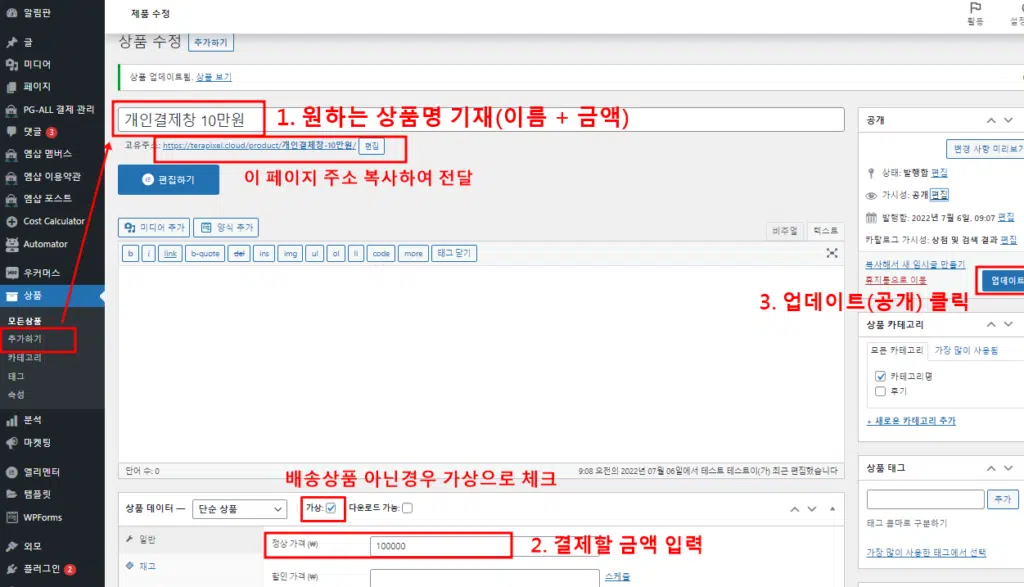 알림판
글
미디어
페이지
PG-ALL 결제 관리
댓글 3
엠샵 멤버스
엠샵 이용약관
엠샵 포스트
Cost Calculator
Automator
우커머스
상품
모든상품
추가하기
카테고리
태그
속성
분석
마켓팅
엘리멘터
템플릿
WPForms
외모
플러그인 2
제품 수정
활동
설정
상품 수정 추가하기
상품 업데이트됨. 상품 보기
개인결제창 10만원
1. 원하는 상품명 기재(이름 + 금액)
고유주소: https://terapixel.cloud/product/개인결제창-10만원/ 편집
편집하기
이 페이지 주소 복사하여 전달
미디어 추가 양식 추가
비주얼 텍스트
b i link b-quote del ins img ul ol li code more 태그 닫기
단어 수: 0
9:08 오전의 2022년 07월 06일에서 테스트 테스트이(가) 최근 편집했습니다
배송상품 아닌경우 가상으로 체크
상품 데이터 — 단순 상품 가상: 다운로드 가능:
일반
채고
정상 가격 (₩) 100000
2. 결제할 금액 입력
할인 가격 (₩) 스케쥴
공개
변경 사항 미리보기
상태: 발행함 편집
가시성: 공개 편집
발행함: 2022년 7월 6일, 09:07 편집
카탈로그 가시성: 상점 및 검색 결과 편집
복사해서 새 임시글 만들기
휴지통으로 이동
업데이트
3. 업데이트(공개) 클릭
상품 카테고리
모든 카테고리 가장 많이 사용됨
카테고리명
후기
+ 새로운 카테고리 추가
상품 태그
추가
태그 콤마로 구분하기
가장 많이 사용된 태그에서 선택